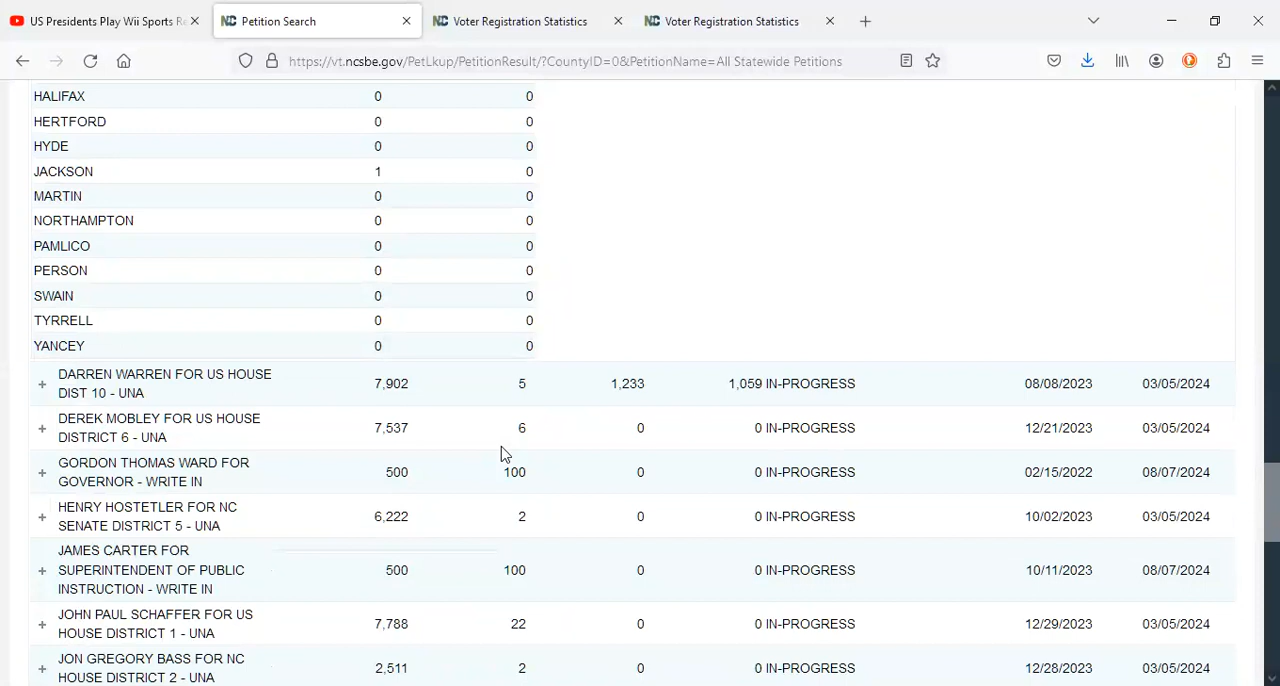 US Presidents Play Wii Sports Re
Petition Search
Voter Registration Statistics
Voter Registration Statistics
https://vt.ncsbe.gov/PetLkup/PetitionResult/?CountyID=0&PetitionName=All Statewide Petitions
HALIFAX 0 0
HERTFORD 0 0
HYDE 0 0
JACKSON 1 0
MARTIN 0 0
NORTHAMPTON 0 0
PAMLICO 0 0
PERSON 0 0
SWAIN 0 0
TYRRELL 0 0
YANCEY 0 0
DARREN WARREN FOR US HOUSE
DIST 10 - UNA
7,902 5 1,233 1,059 IN-PROGRESS 08/08/2023 03/05/2024
DEREK MOBLEY FOR US HOUSE
DISTRICT 6 - UNA
7,537 6 0 0 IN-PROGRESS 12/21/2023 03/05/2024
GORDON THOMAS WARD FOR
GOVERNOR - WRITE IN
500 100 0 0 IN-PROGRESS 02/15/2022 08/07/2024
HENRY HOSTETLER FOR NC
SENATE DISTRICT 5 - UNA
6,222 2 0 0 IN-PROGRESS 10/02/2023 03/05/2024
JAMES CARTER FOR
SUPERINTENDENT OF PUBLIC
INSTRUCTION - WRITE IN
500 100 0 0 IN-PROGRESS 10/11/2023 08/07/2024
JOHN PAUL SCHAFFER FOR US
HOUSE DISTRICT 1 - UNA
7,788 22 0 0 IN-PROGRESS 12/29/2023 03/05/2024
JON GREGORY BASS FOR NC
HOUSE DISTRICT 2 - UNA
2,511 2 0 0 IN-PROGRESS 12/28/2023 03/05/2024